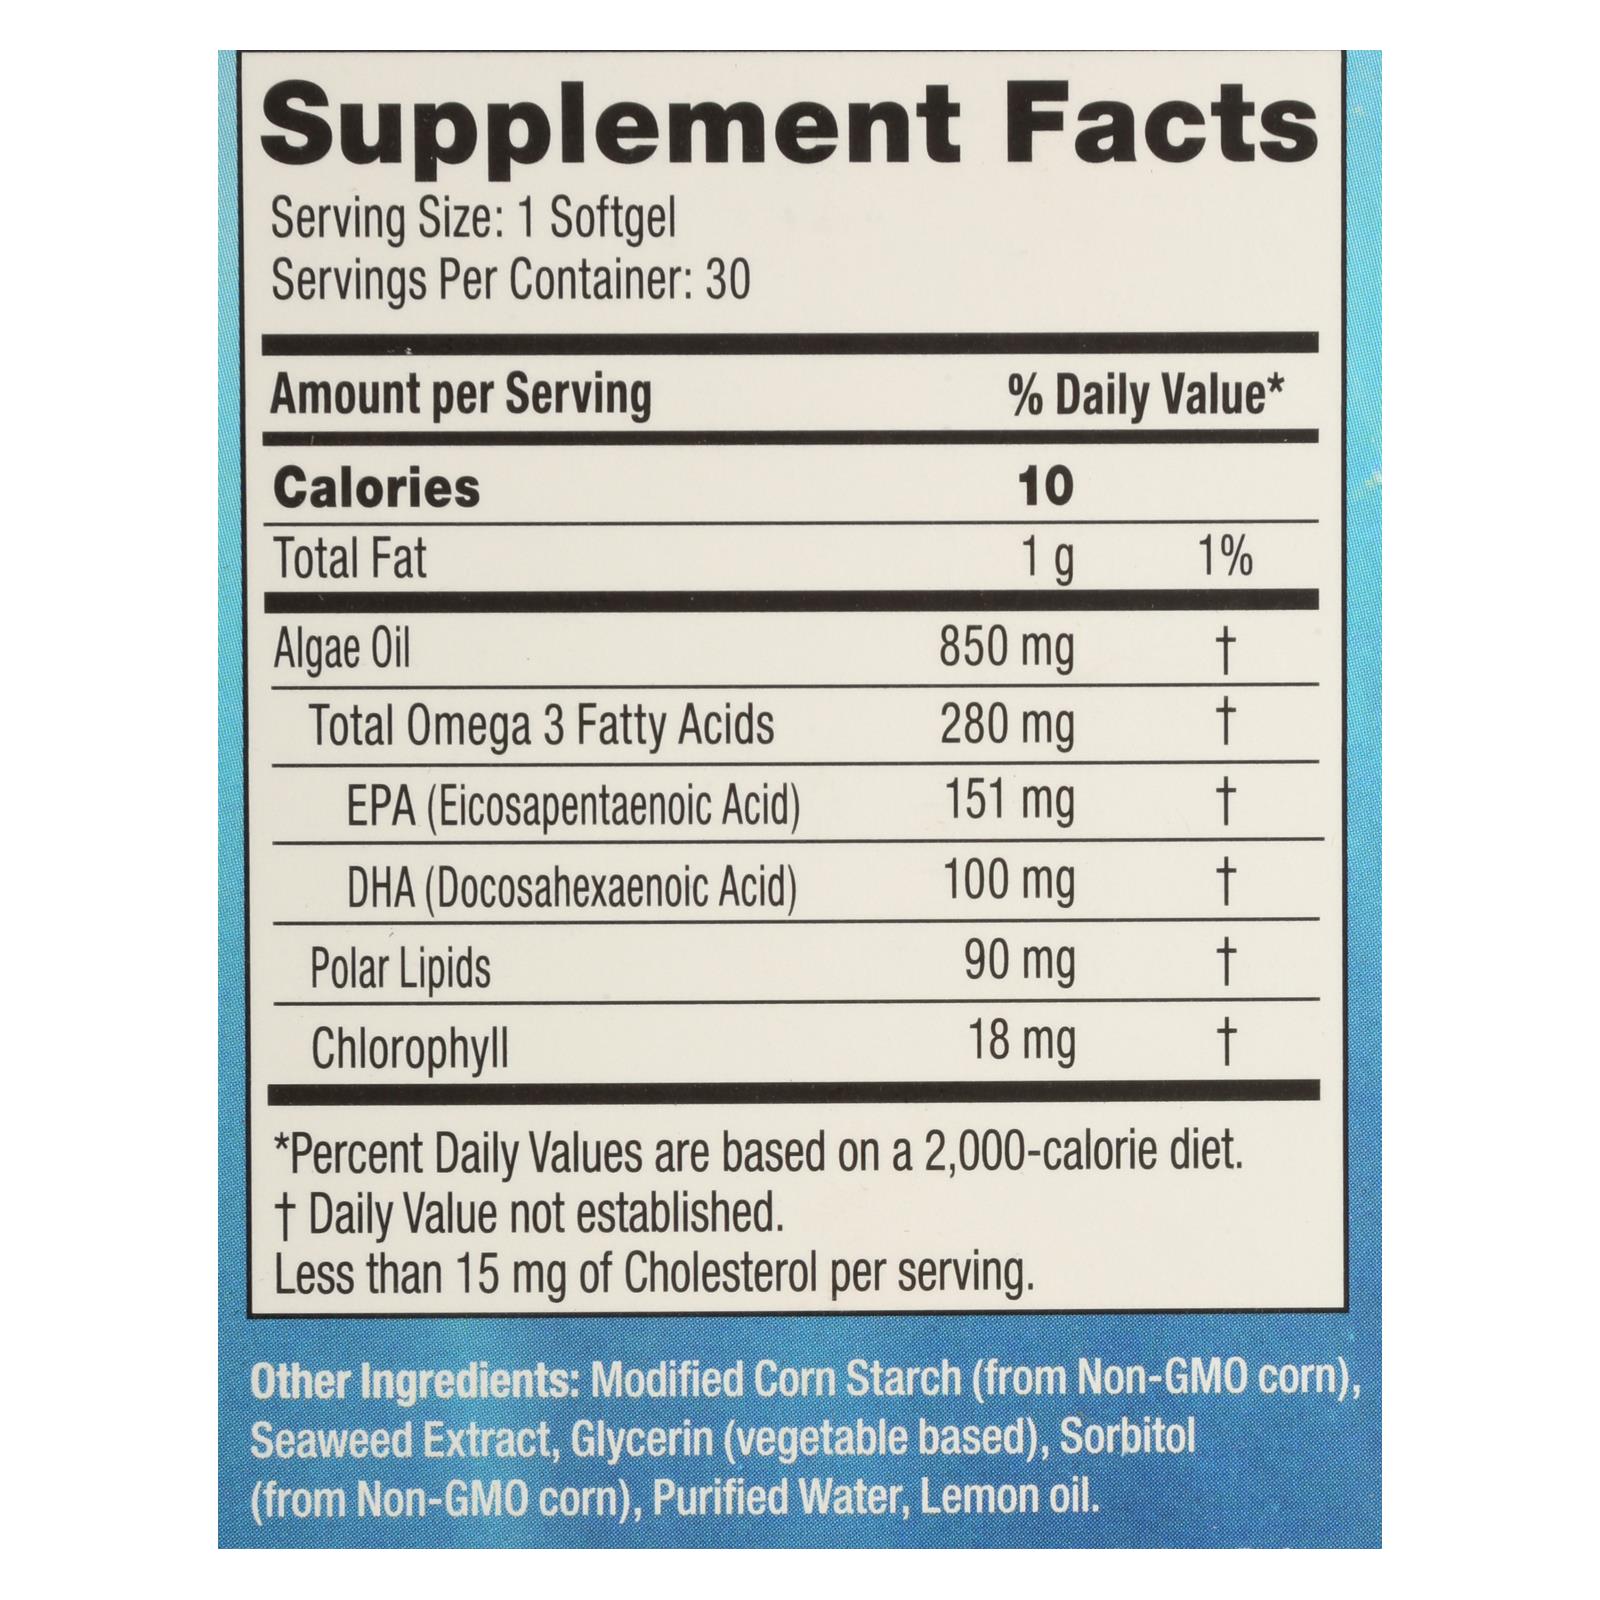 Supplement Facts
Serving Size: 1 Softgel
Servings Per Container: 30
Amount per Serving % Daily Value*
Calories 10
Total Fat 1 g 1%
Algae Oil 850 mg †
Total Omega 3 Fatty Acids 280 mg †
EPA (Eicosapentaenoic Acid) 151 mg †
DHA (Docosahexaenoic Acid) 100 mg †
Polar Lipids 90 mg †
Chlorophyll 18 mg †
*Percent Daily Values are based on a 2,000-calorie diet.
† Daily Value not established.
Less than 15 mg of Cholesterol per serving.
Other Ingredients: Modified Corn Starch (from Non-GMO corn),
Seaweed Extract, Glycerin (vegetable based), Sorbitol
(from Non-GMO corn), Purified Water, Lemon oil.